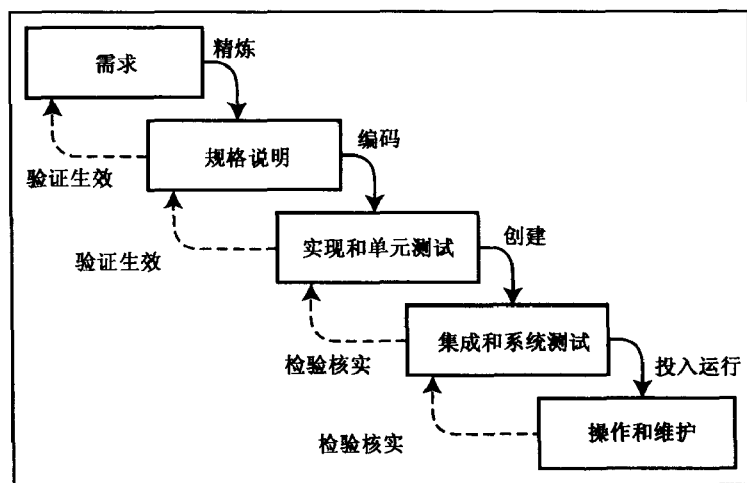 精炼
需求
编码
验证生效
规格说明
创建
验证生效
实现和单元测试
投入运行
检验核实
集成和系统测试
检验核实
操作和维护